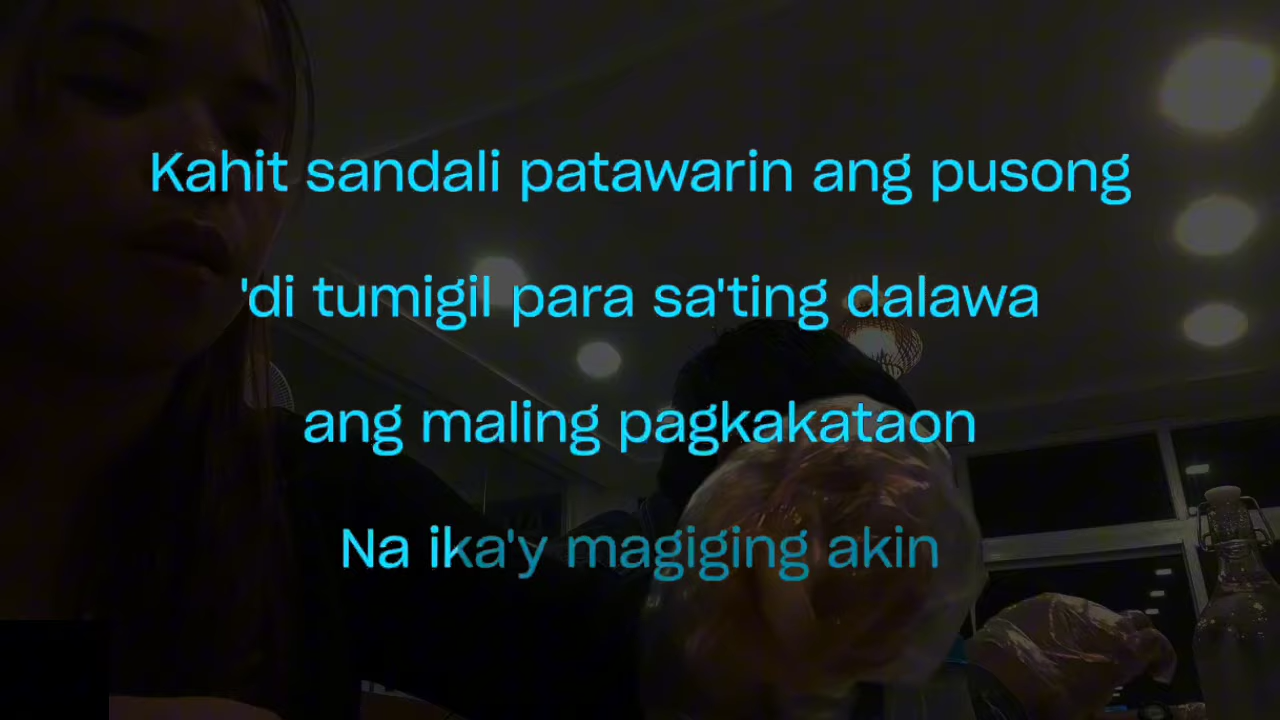 Kahit sandali patawarin ang pusong
'di tumigil para sa'ting dalawa
ang maling pagkakataon
Na ika'y magiging akin